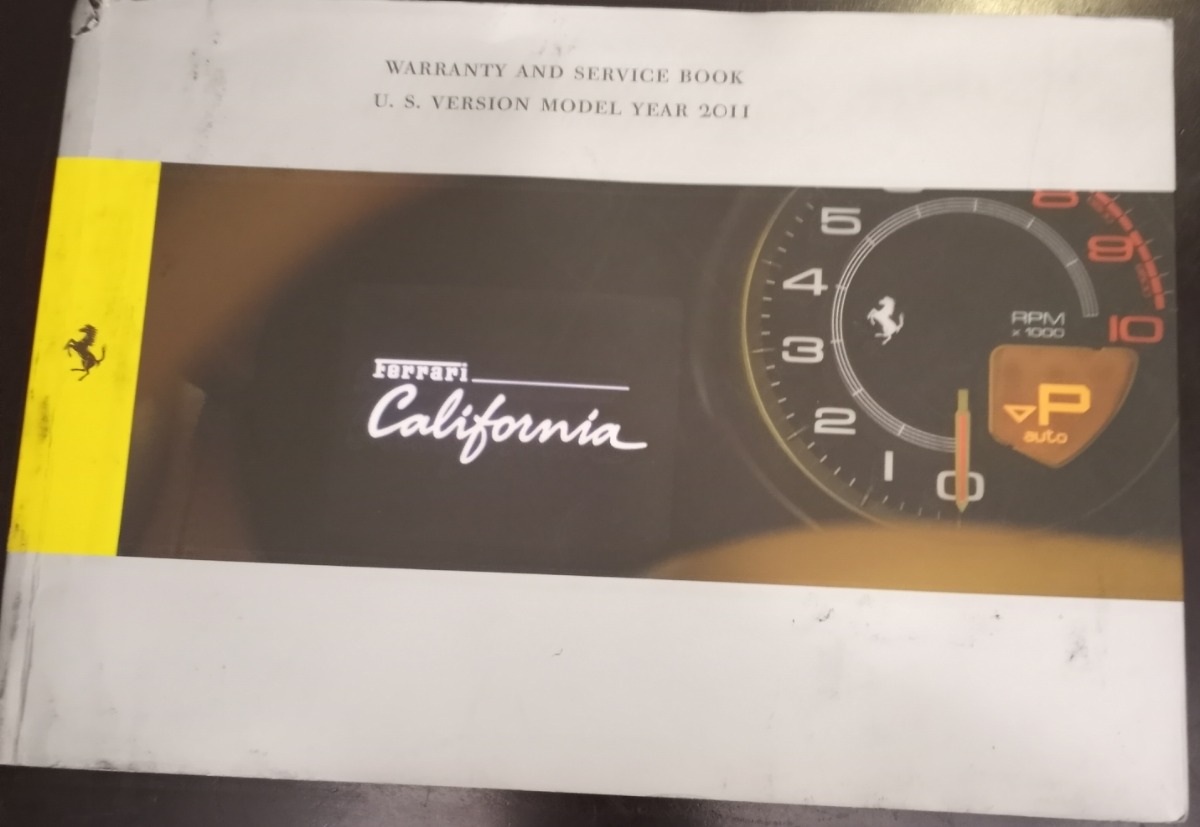 WARRANTY AND SERVICE BOOK
U. S. VERSION MODEL YEAR 2011
Ferrari
California
5
4
3
2
1
0
8
9
10
RPM
x 1000
P
auto